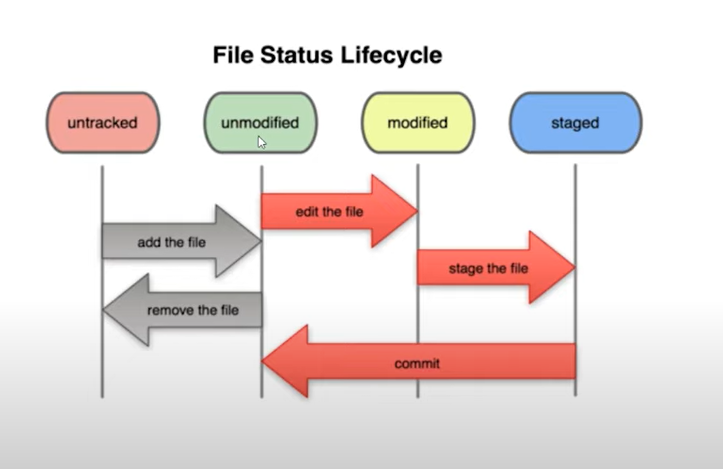 File Status Lifecycle
untracked
unmodified
modified
staged
edit the file
add the file
stage the file
remove the file
commit